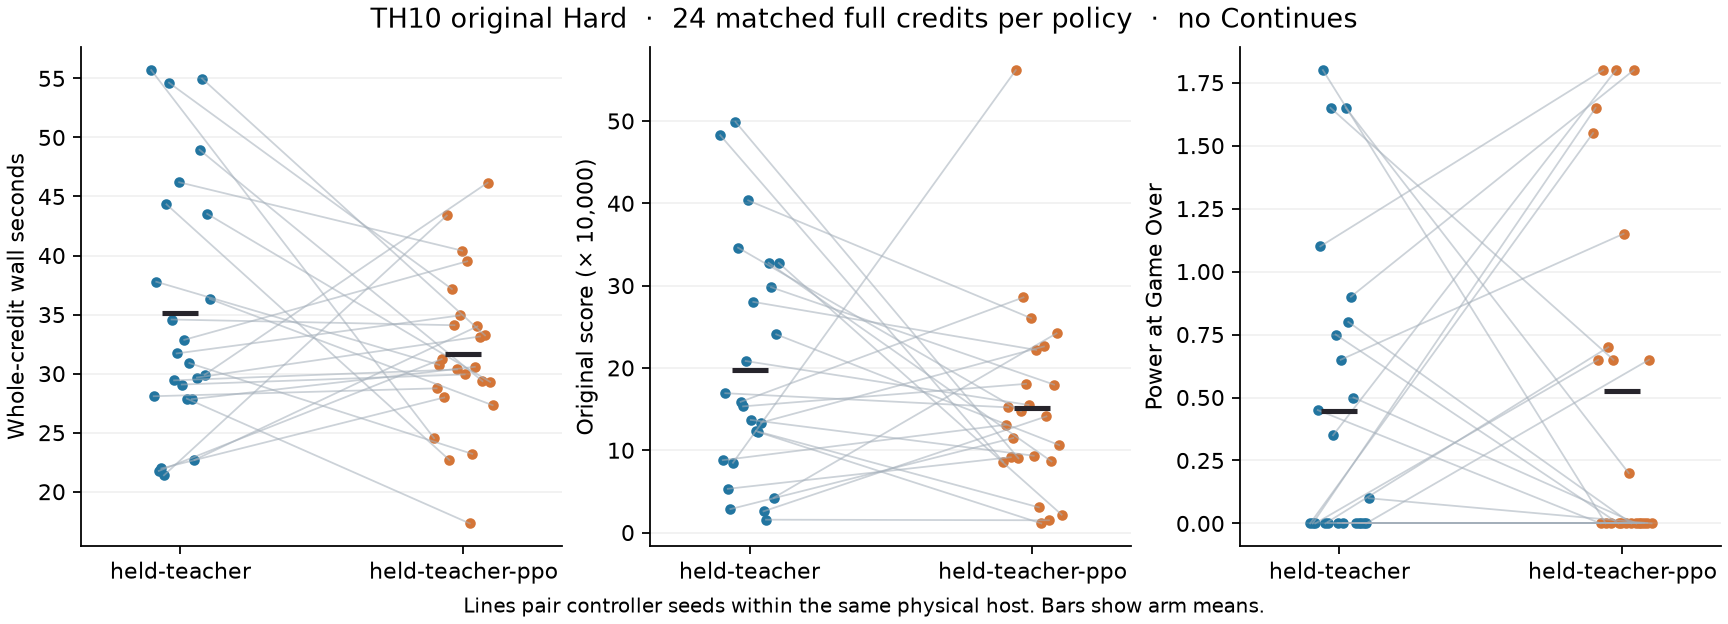 TH10 original Hard · 24 matched full credits per policy · no Continues
Whole-credit wall seconds
55
50
45
40
35
30
25
20
held-teacher
held-teacher-ppo
Original score (× 10,000)
50
40
30
20
10
0
held-teacher
held-teacher-ppo
Power at Game Over
1.75
1.50
1.25
1.00
0.75
0.50
0.25
0.00
held-teacher
held-teacher-ppo
Lines pair controller seeds within the same physical host. Bars show arm means.